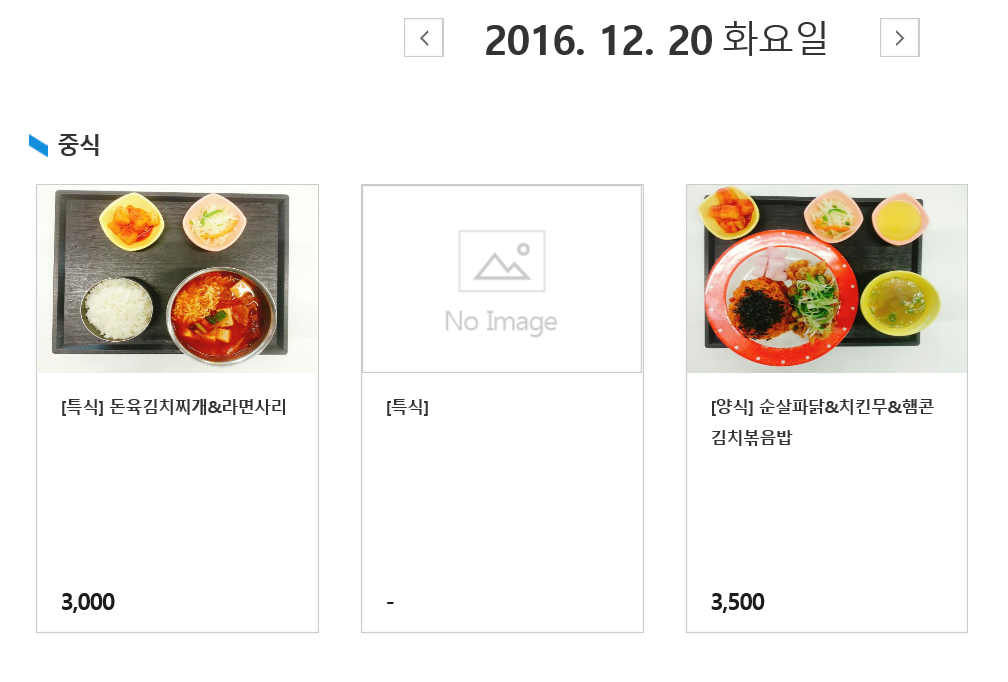 2016. 12. 20 화요일
중식
No Image
[특식] 돈육김치찌개&라면사리
[특식]
[양식] 순살파닭&치킨무&햄콘
김치볶음밥
3,000
-
3,500